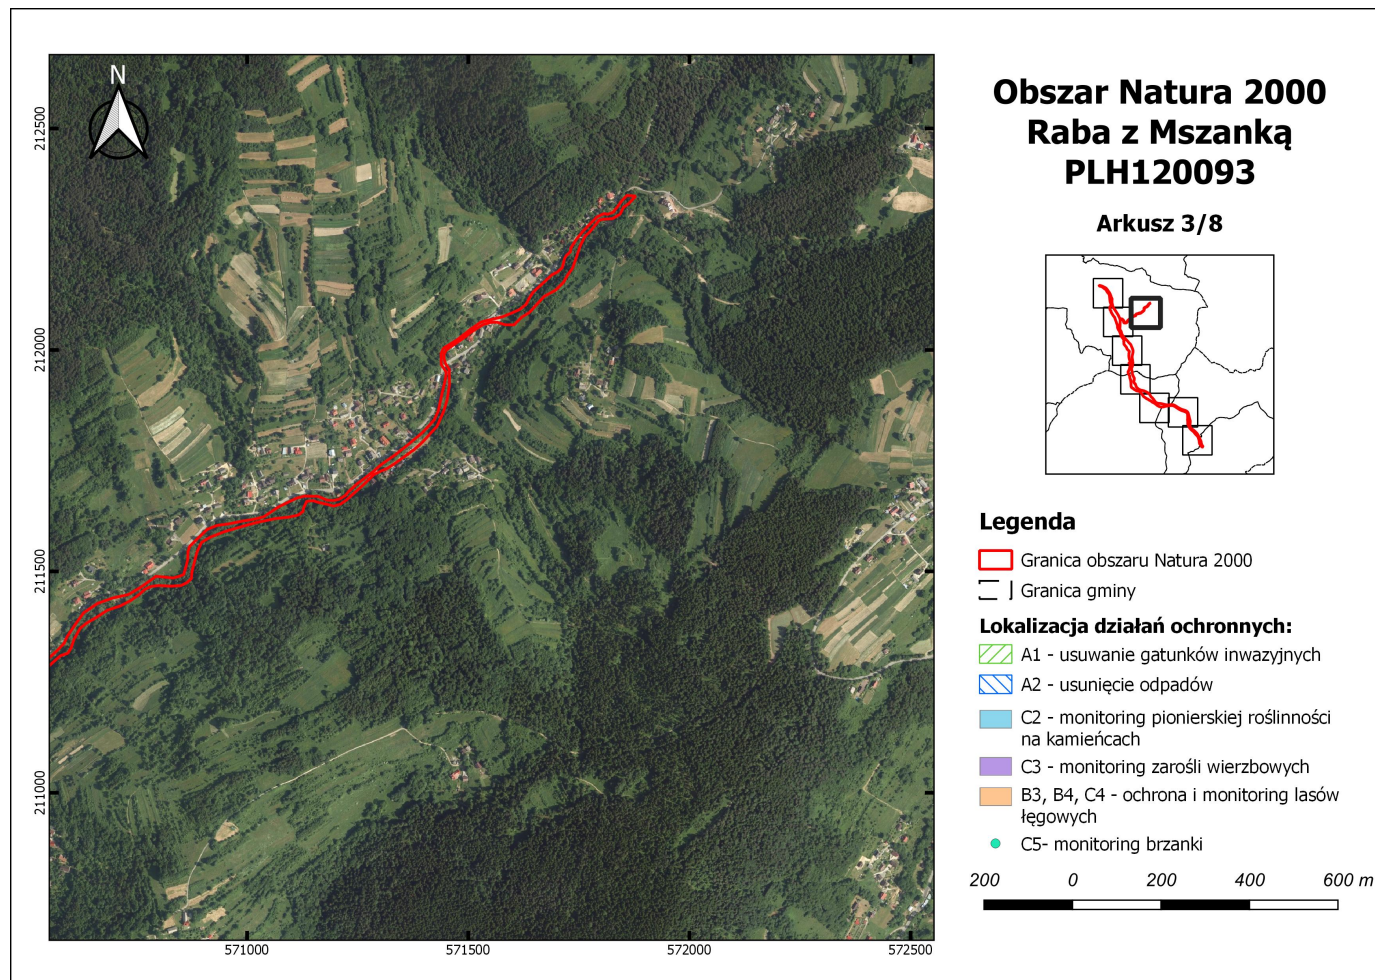 Obszar Natura 2000
Raba z Mszanką
PLH120093
Arkusz 3/8
N
212500
212000
211500
211000
571000
571500
572000
572500
Legenda
Granica obszaru Natura 2000
Granica gminy
Lokalizacja działań ochronnych:
A1 - usuwanie gatunków inwazyjnych
A2 - usunięcie odpadów
C2 - monitoring pionierskiej roślinności
na kamieńcach
C3 - monitoring zarośli wierzbowych
B3, B4, C4 - ochrona i monitoring lasów
łęgowych
C5- monitoring brzanki
200 0 200 400 600 m